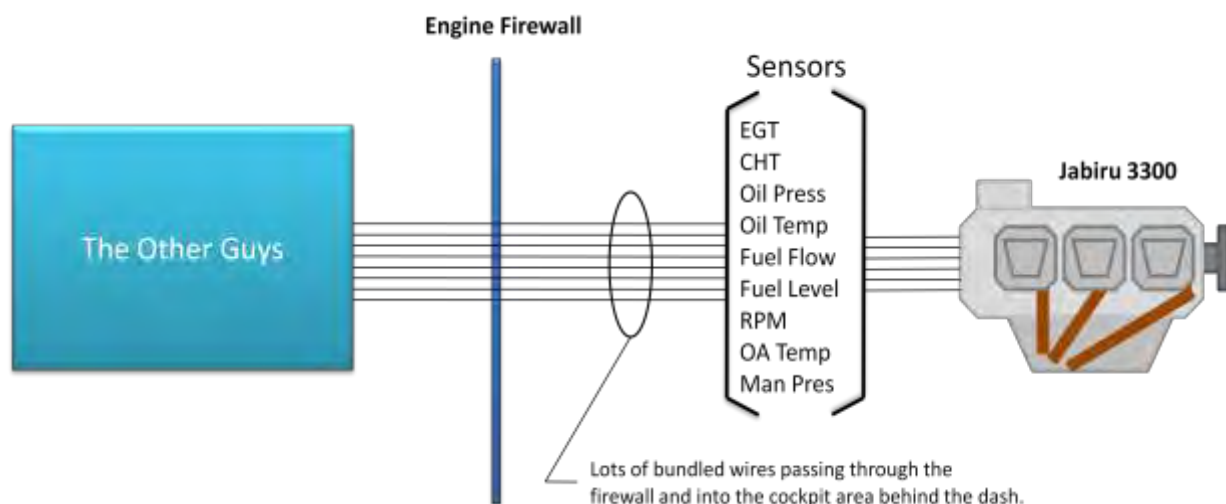 Engine Firewall
Sensors
The Other Guys
EGT
CHT
Oil Press
Oil Temp
Fuel Flow
Fuel Level
RPM
OA Temp
Man Pres
Jabiru 3300
Lots of bundled wires passing through the
firewall and into the cockpit area behind the dash.